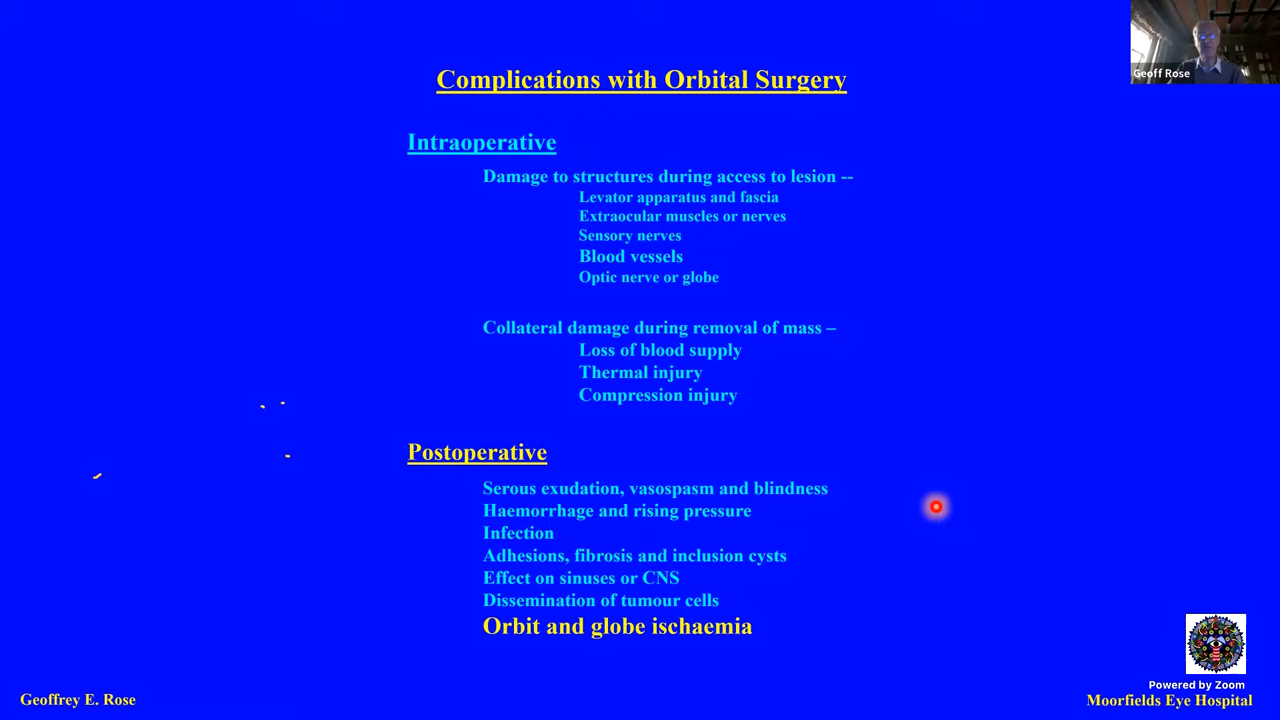 Geoff Rose
Complications with Orbital Surgery
Intraoperative
Damage to structures during access to lesion --
Levator apparatus and fascia
Extraocular muscles or nerves
Sensory nerves
Blood vessels
Optic nerve or globe
Collateral damage during removal of mass –
Loss of blood supply
Thermal injury
Compression injury
Postoperative
Serous exudation, vasospasm and blindness
Haemorrhage and rising pressure
Infection
Adhesions, fibrosis and inclusion cysts
Effect on sinuses or CNS
Dissemination of tumour cells
Orbit and globe ischaemia
Powered by Zoom
Geoffrey E. Rose
Moorfields Eye Hospital